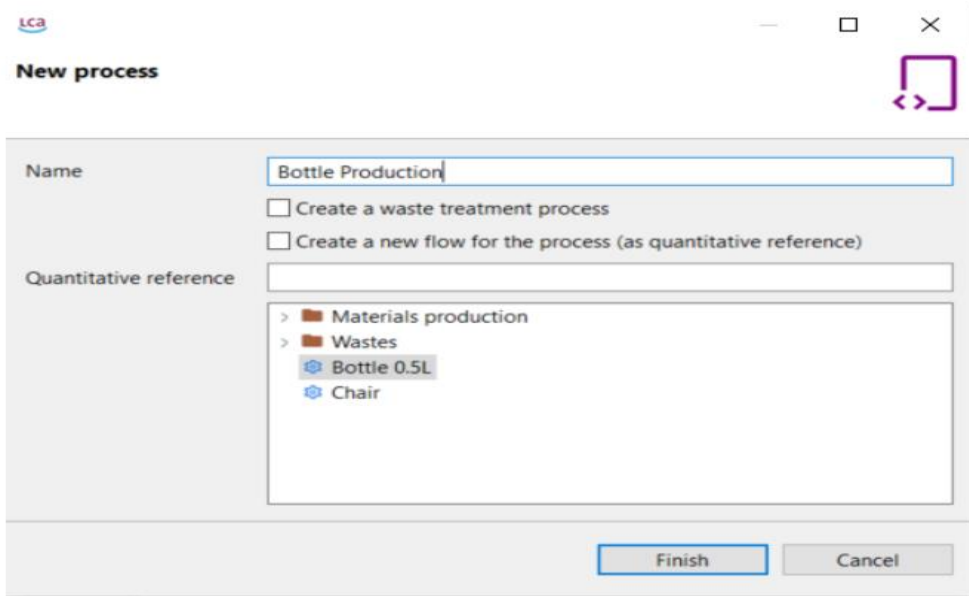 LCA
New process
Name
Bottle Production
Create a waste treatment process
Create a new flow for the process (as quantitative reference)
Quantitative reference
Materials production
Wastes
Bottle 0.5L
Chair
Finish
Cancel